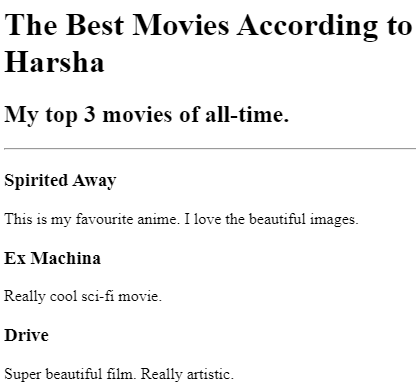 The Best Movies According to
Harsha
My top 3 movies of all-time.
Spirited Away
This is my favourite anime. I love the beautiful images.
Ex Machina
Really cool sci-fi movie.
Drive
Super beautiful film. Really artistic.